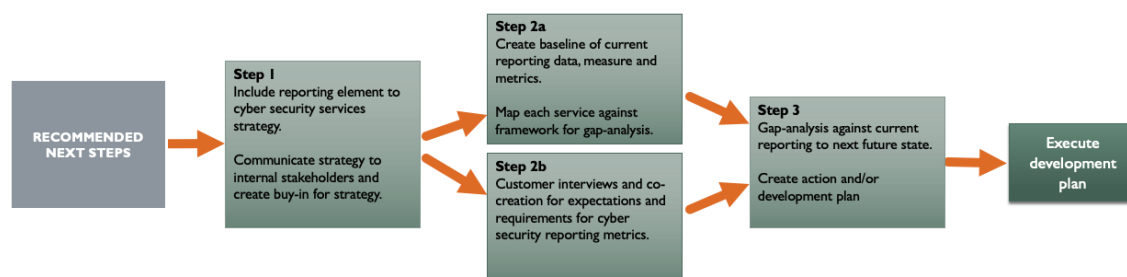 RECOMMENDED
NEXT STEPS
Step 1
Include reporting element to
cyber security services
strategy.
Communicate strategy to
internal stakeholders and
create buy-in for strategy.
Step 2a
Create baseline of current
reporting data, measure and
metrics.
Map each service against
framework for gap-analysis.
Step 2b
Customer interviews and co-
creation for expectations and
requirements for cyber
security reporting metrics.
Step 3
Gap-analysis against current
reporting to next future state.
Create action and/or
development plan
Execute
development
plan